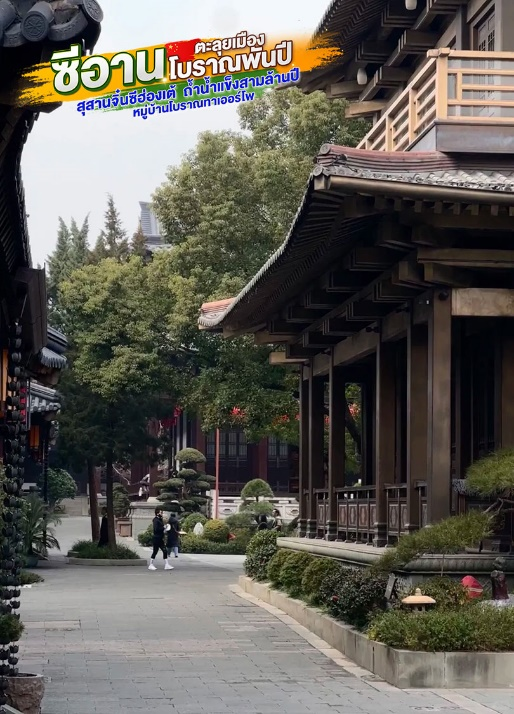 ซีอาน ตะลุยเมือง
โบราณพันปี
สุสานจิ๋นซีฮ่องเต้ ถ้ำน้ำแข็งสามล้านปี
หมู่บ้านโบราณทาเออร์โพ